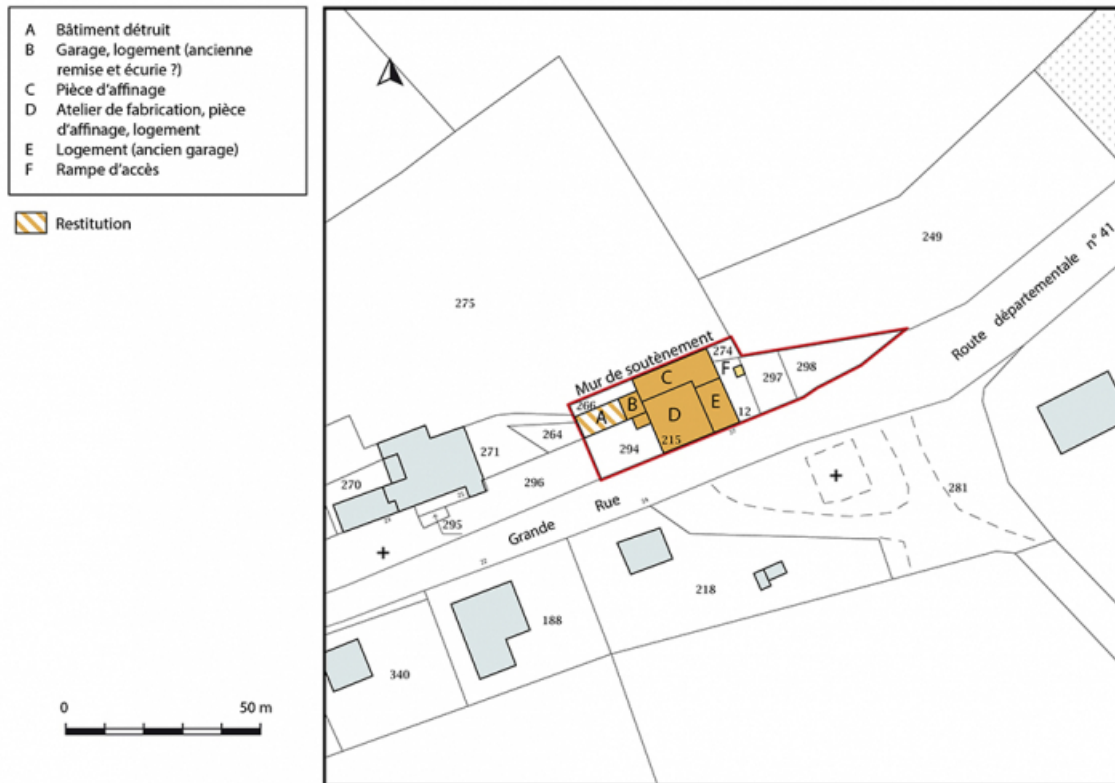 A Bâtiment détruit
B Garage, logement (ancienne
remise et écurie ?)
C Pièce d'affinage
D Atelier de fabrication, pièce
d'affinage, logement
E Logement (ancien garage)
F Rampe d'accès
Restitution
249
Route départementale n° 41
275
Mur de soutènement
274
C
F
297
298
266
B
A
D
E
12
215
264
294
271
296
270
295
Grande Rue
281
218
188
340
22
0 50 m